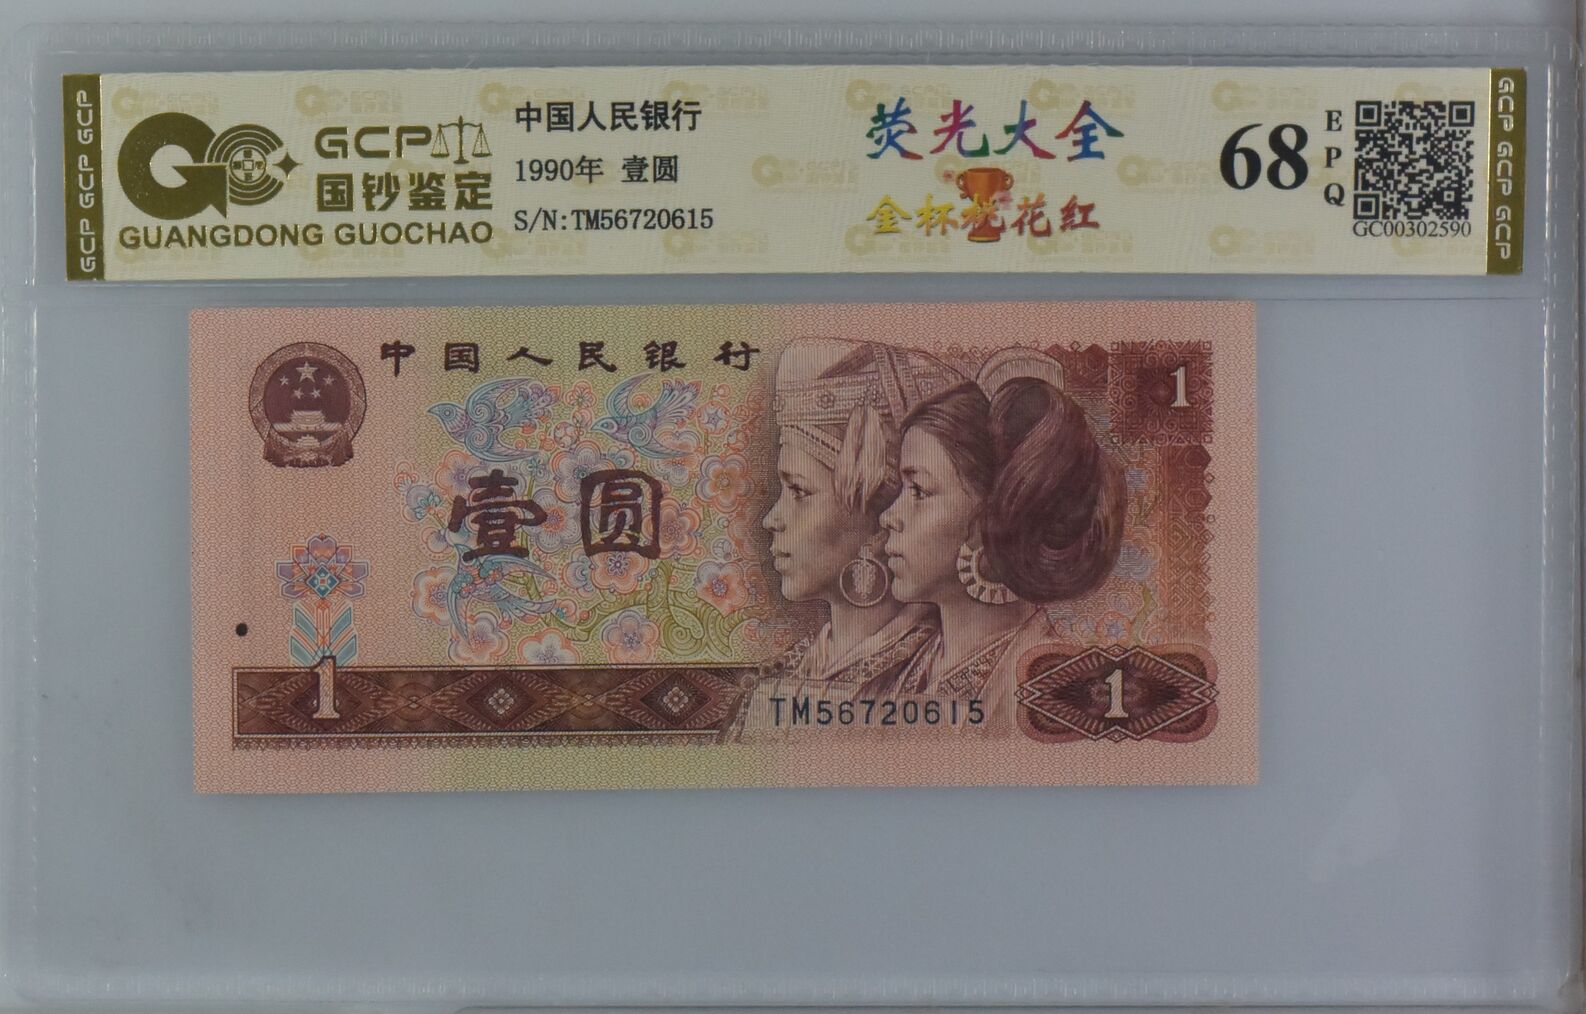 GCP GCP GCP
GCP
国钞鉴定
GUANGDONG GUOCHAO
中国人民银行
1990年 壹圆
S/N:TM56720615
荧光大全
金杯桃花红
68
EPQ
GC00302590
GCP GCP GCP
中国人民银行
1
壹圆
1
TM56720615
1